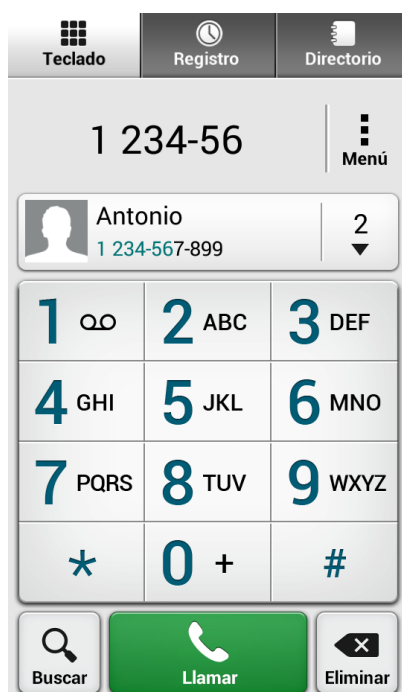 Teclado Registro Directorio
1 234-56
Menú
Antonio 2
1 234-567-899
1 2 ABC 3 DEF
4 GHI 5 JKL 6 MNO
7 PQRS 8 TUV 9 WXYZ
* 0 + #
Buscar Llamar Eliminar